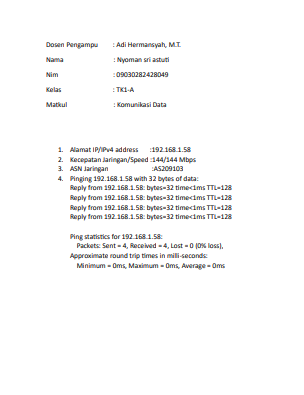 Dosen Pengampu : Adi Hermansyah, M.T.
Nama : Nyoman sri astuti
Nim : 09030282428049
Kelas : TK1-A
Matkul : Komunikasi Data
1. Alamat IP/IPv4 address :192.168.1.58
2. Kecepatan Jaringan/Speed :144/144 Mbps
3. ASN Jaringan :AS209103
4. Pinging 192.168.1.58 with 32 bytes of data:
Reply from 192.168.1.58: bytes=32 time<1ms TTL=128
Reply from 192.168.1.58: bytes=32 time<1ms TTL=128
Reply from 192.168.1.58: bytes=32 time<1ms TTL=128
Reply from 192.168.1.58: bytes=32 time<1ms TTL=128
Ping statistics for 192.168.1.58:
Packets: Sent = 4, Received = 4, Lost = 0 (0% loss),
Approximate round trip times in milli-seconds:
Minimum = 0ms, Maximum = 0ms, Average = 0ms